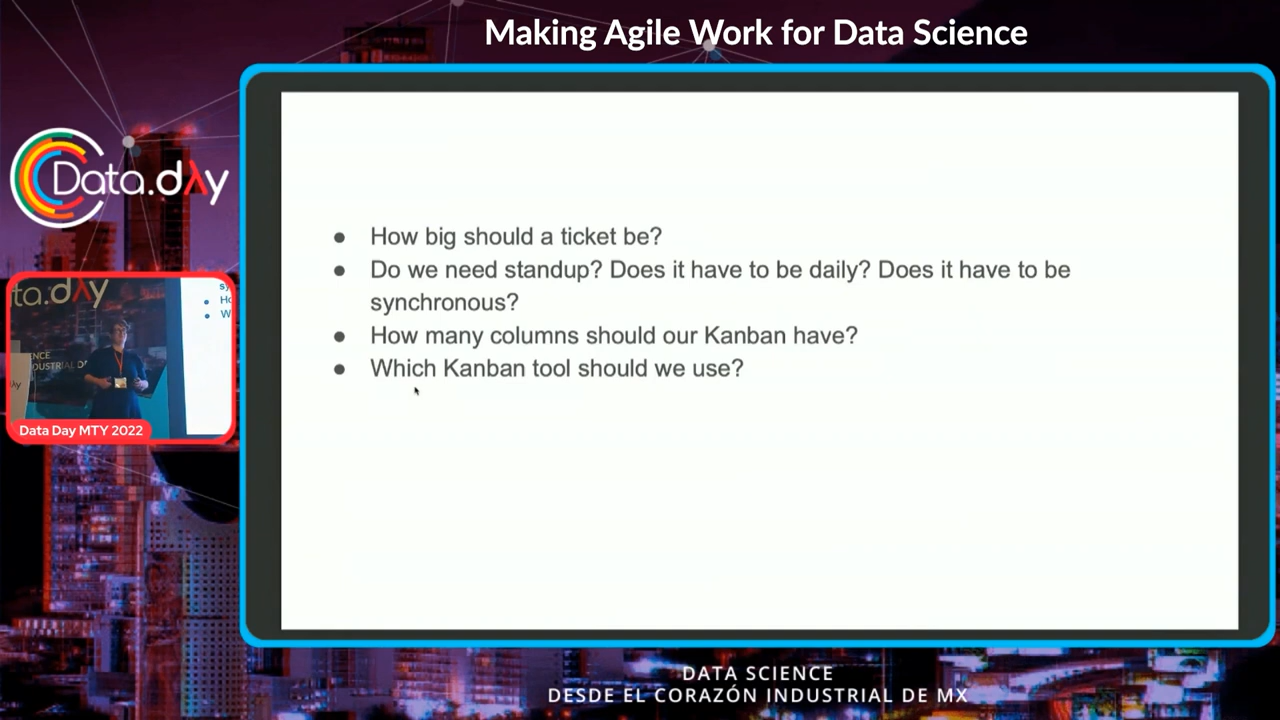 Making Agile Work for Data Science
Data.dλy
ta.dλy
Data Day MTY 2022
● How big should a ticket be?
● Do we need standup? Does it have to be daily? Does it have to be
synchronous?
● How many columns should our Kanban have?
● Which Kanban tool should we use?
DATA SCIENCE
DESDE EL CORAZÓN INDUSTRIAL DE MX